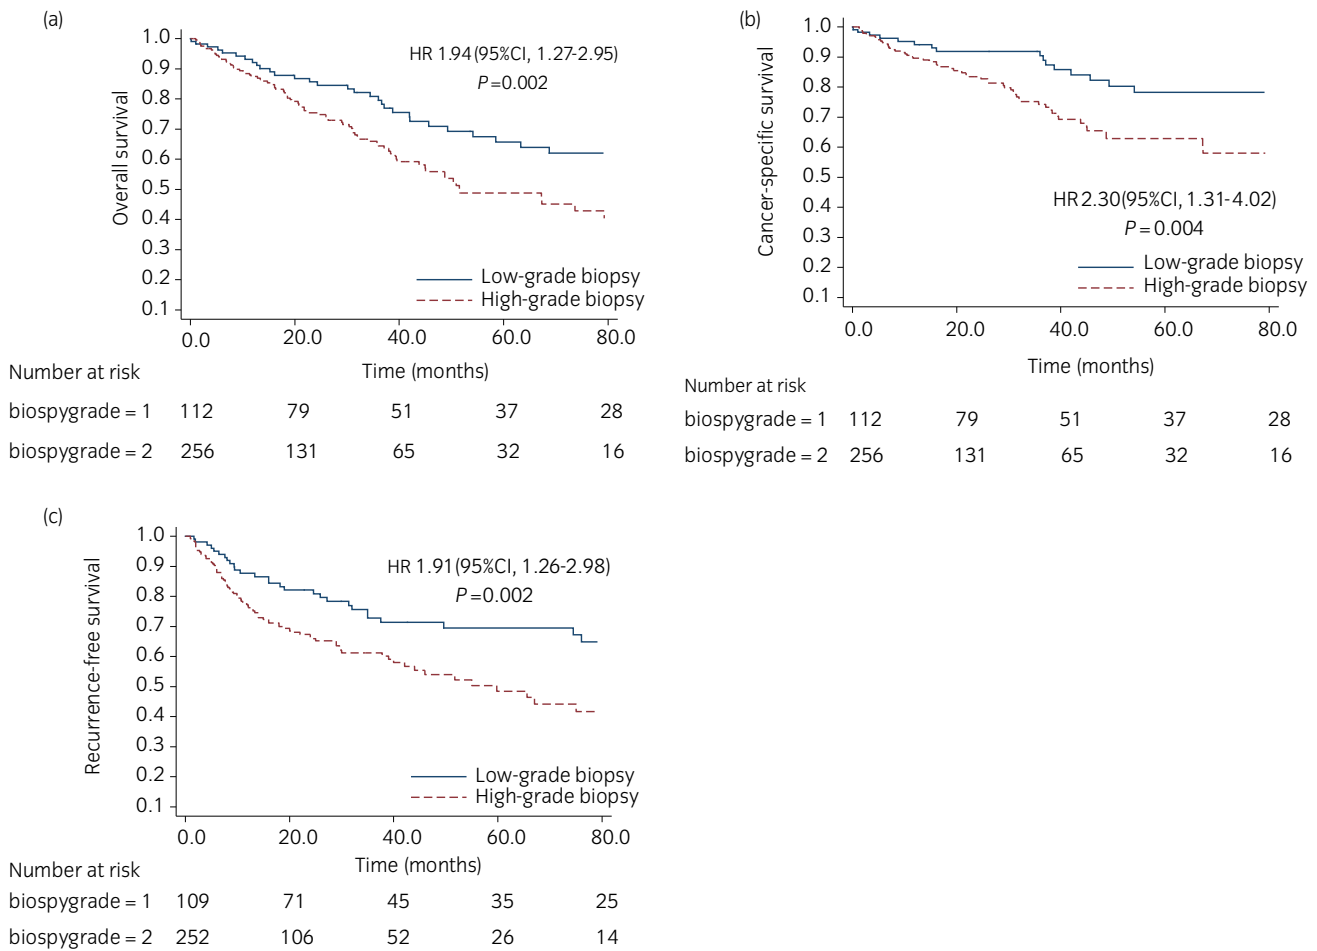 (a)
1.0
0.9
0.8
0.7
0.6
0.5
0.4
0.3
0.2
0.1
Overall survival
HR 1.94(95%CI, 1.27-2.95)
P=0.002
Low-grade biopsy
High-grade biopsy
0.0 20.0 40.0 60.0 80.0
Time (months)
Number at risk
biospygrade = 1 112 79 51 37 28
biospygrade = 2 256 131 65 32 16
(b)
1.0
0.9
0.8
0.7
0.6
0.5
0.4
0.3
0.2
0.1
Cancer-specific survival
HR 2.30(95%CI, 1.31-4.02)
P=0.004
Low-grade biopsy
High-grade biopsy
0.0 20.0 40.0 60.0 80.0
Time (months)
Number at risk
biospygrade = 1 112 79 51 37 28
biospygrade = 2 256 131 65 32 16
(c)
1.0
0.9
0.8
0.7
0.6
0.5
0.4
0.3
0.2
0.1
Recurrence-free survival
HR 1.91(95%CI, 1.26-2.98)
P=0.002
Low-grade biopsy
High-grade biopsy
0.0 20.0 40.0 60.0 80.0
Time (months)
Number at risk
biospygrade = 1 109 71 45 35 25
biospygrade = 2 252 106 52 26 14